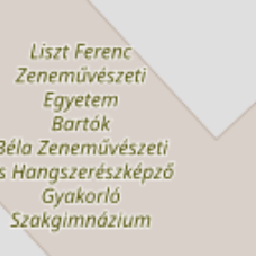 Liszt Ferenc
Zeneművészeti
Egyetem
Bartók
Béla Zeneművészeti
s Hangszerészképző
Gyakorló
Szakgimnázium